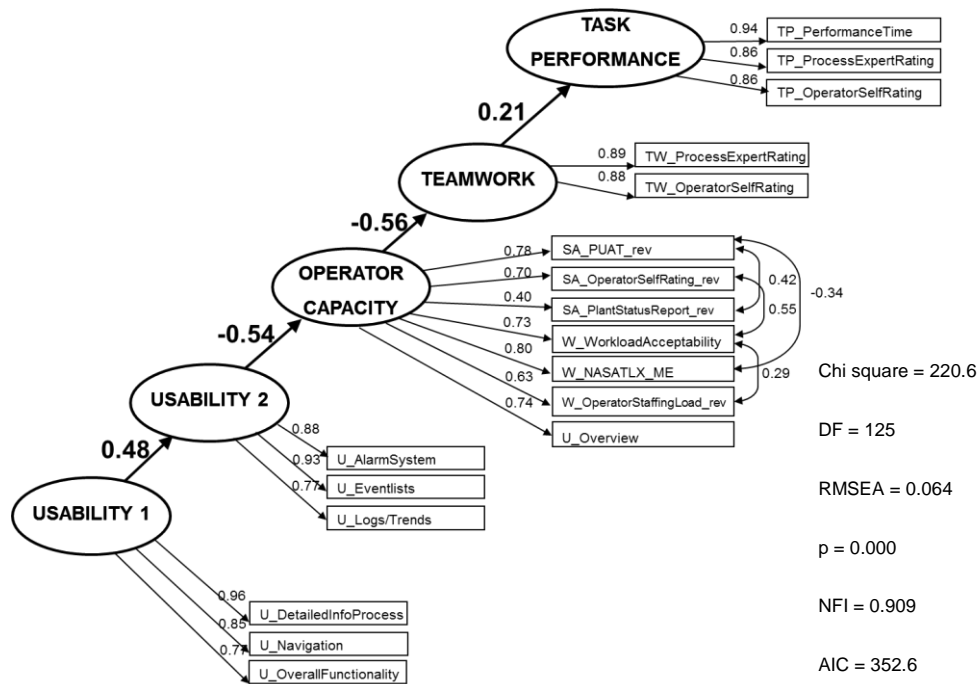 TASK
PERFORMANCE
0.94
TP_PerformanceTime
0.86
TP_ProcessExpertRating
0.86
TP_OperatorSelfRating
0.21
TEAMWORK
0.89
TW_ProcessExpertRating
0.88
TW_OperatorSelfRating
-0.56
OPERATOR
CAPACITY
0.78
SA_PUAT_rev
0.70
SA_OperatorSelfRating_rev
0.40
SA_PlantStatusReport_rev
0.73
W_WorkloadAcceptability
0.80
W_NASATLX_ME
0.63
W_OperatorStaffingLoad_rev
0.74
U_Overview
0.42
-0.34
0.55
0.29
-0.54
USABILITY 2
0.88
U_AlarmSystem
0.93
U_Eventlists
0.77
U_Logs/Trends
0.48
USABILITY 1
0.96
U_DetailedInfoProcess
0.85
U_Navigation
0.77
U_OverallFunctionality
Chi square = 220.6
DF = 125
RMSEA = 0.064
p = 0.000
NFI = 0.909
AIC = 352.6